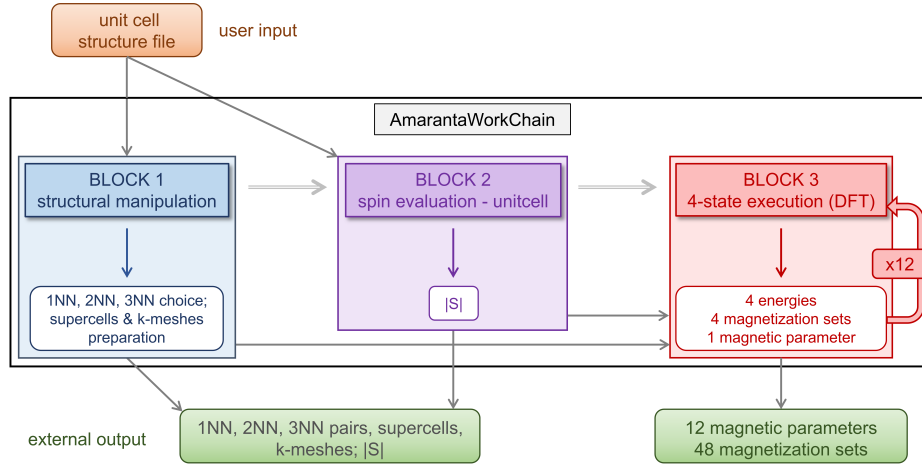 unit cell
structure file
user input
AmarantaWorkChain
BLOCK 1
structural manipulation
BLOCK 2
spin evaluation - unitcell
BLOCK 3
4-state execution (DFT)
x12
1NN, 2NN, 3NN choice;
supercells & k-meshes
preparation
|S|
4 energies
4 magnetization sets
1 magnetic parameter
external output
1NN, 2NN, 3NN pairs, supercells,
k-meshes; |S|
12 magnetic parameters
48 magnetization sets